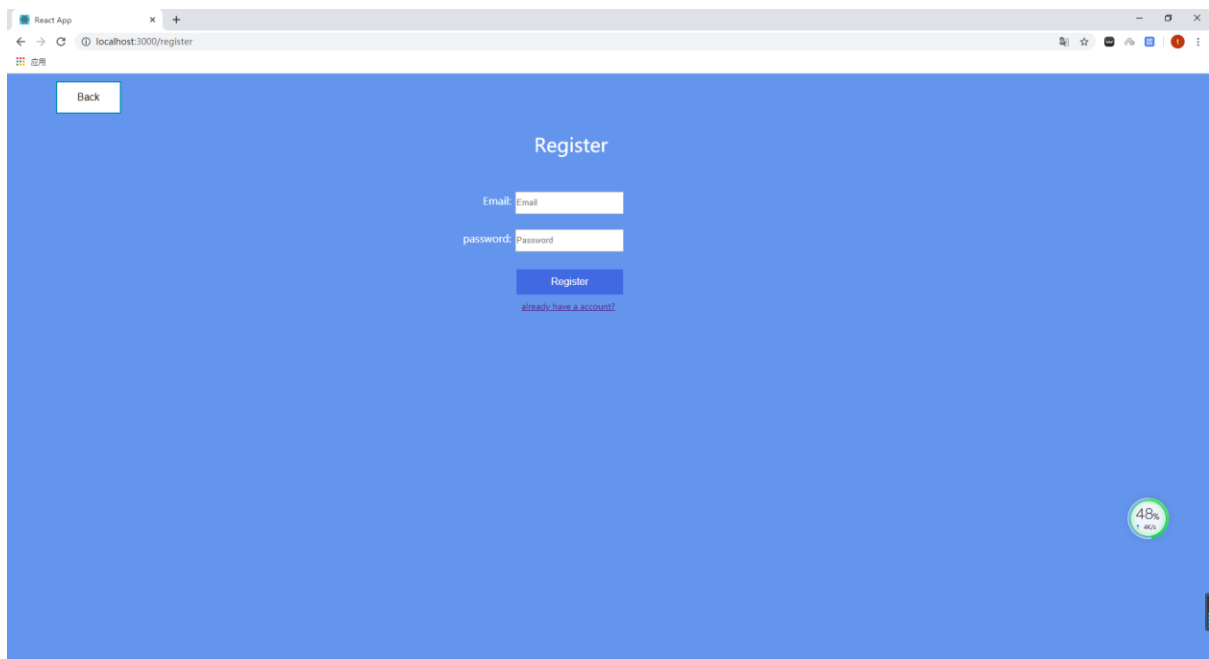 React App
localhost:3000/register
应用
Back
Register
Email: Email
password: Password
Register
already have a account?
48%
↑ 4K/s